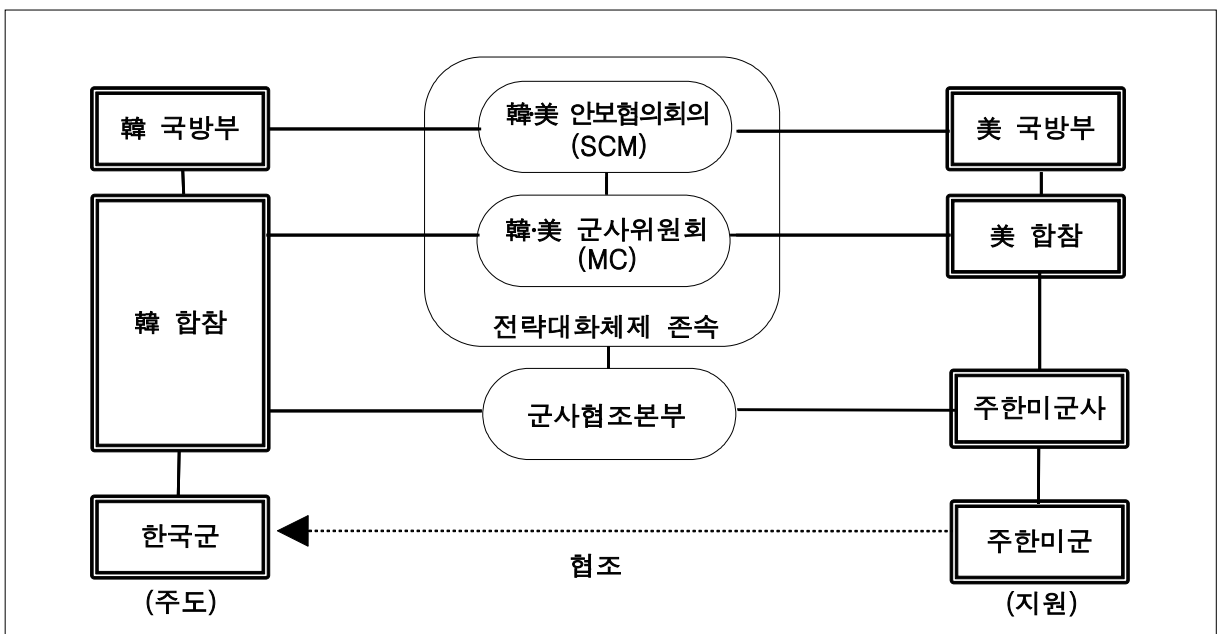 韓 국방부
韓·美 안보협의회의
(SCM)
美 국방부
韓·美 군사위원회
(MC)
美 합참
韓 합참
전략대화체제 존속
군사협조본부
주한미군사
한국군
협조
주한미군
(주도)
(지원)